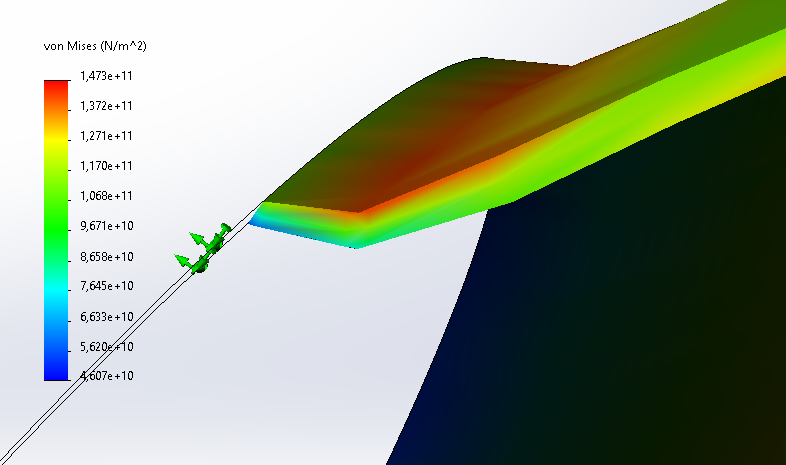 von Mises (N/m^2)
1,473e+11
1,372e+11
1,271e+11
1,170e+11
1,068e+11
9,671e+10
8,658e+10
7,645e+10
6,633e+10
5,620e+10
4,607e+10